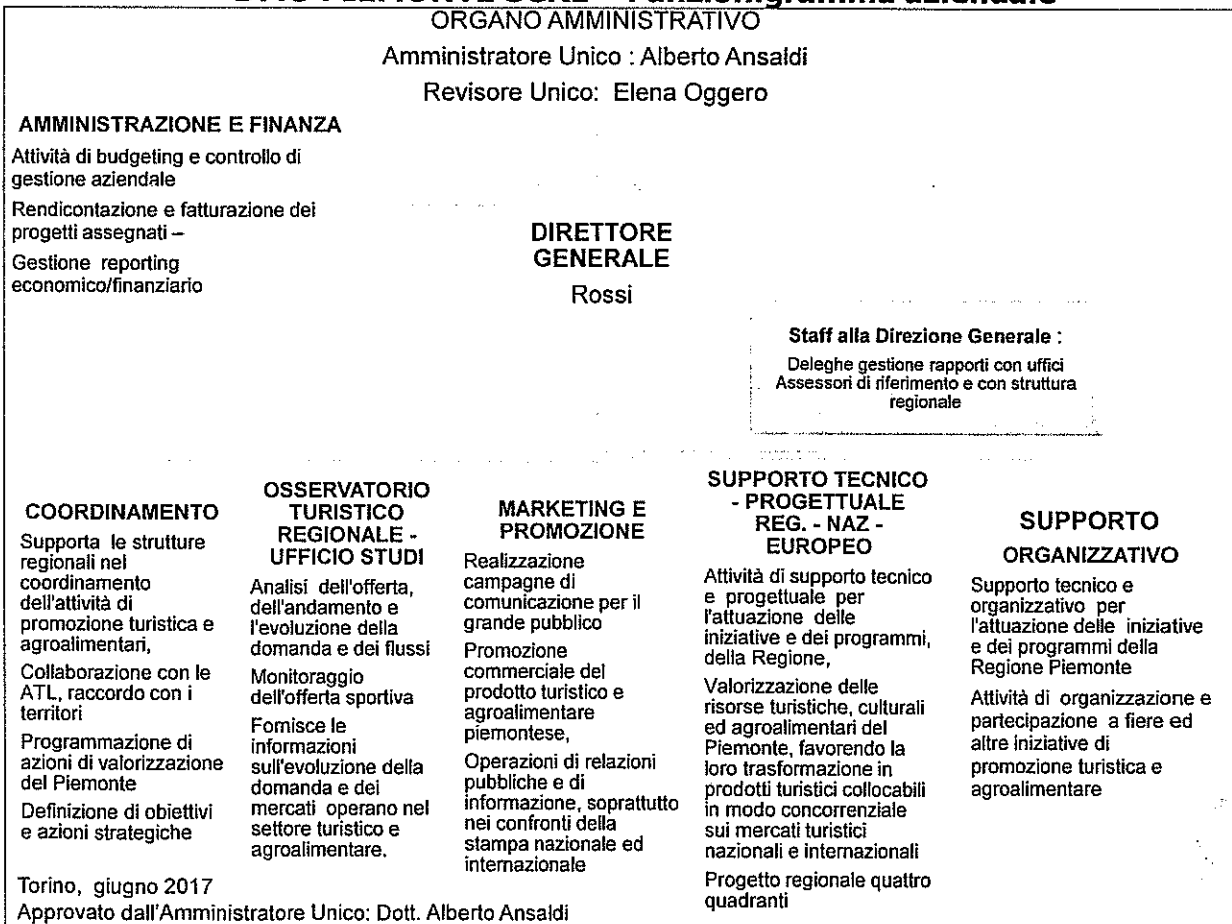 Funzionigramma aziendale
ORGANO AMMINISTRATIVO
Amministratore Unico : Alberto Ansaldi
Revisore Unico: Elena Oggero
AMMINISTRAZIONE E FINANZA
Attività di budgeting e controllo di
gestione aziendale
Rendicontazione e fatturazione dei
progetti assegnati –
Gestione reporting
economico/finanziario
DIRETTORE
GENERALE
Rossi
Staff alla Direzione Generale :
Deleghe gestione rapporti con uffici
Assessori di riferimento e con struttura
regionale
COORDINAMENTO
Supporta le strutture
regionali nel
coordinamento
dell'attività di
promozione turistica e
agroalimentari,
Collaborazione con le
ATL, raccordo con i
territori
Programmazione di
azioni di valorizzazione
del Piemonte
Definizione di obiettivi
e azioni strategiche
OSSERVATORIO
TURISTICO
REGIONALE -
UFFICIO STUDI
Analisi dell'offerta,
dell'andamento e
l'evoluzione della
domanda e dei flussi
Monitoraggio
dell'offerta sportiva
Fornisce le
informazioni
sull'evoluzione della
domanda e dei
mercati operano nel
settore turistico e
agroalimentare.
MARKETING E
PROMOZIONE
Realizzazione
campagne di
comunicazione per il
grande pubblico
Promozione
commerciale del
prodotto turistico e
agroalimentare
piemontese,
Operazioni di relazioni
pubbliche e di
informazione, soprattutto
nei confronti della
stampa nazionale ed
internazionale
SUPPORTO TECNICO
- PROGETTUALE
REG. - NAZ -
EUROPEO
Attività di supporto tecnico
e progettuale per
l'attuazione delle
iniziative e dei programmi,
della Regione,
Valorizzazione delle
risorse turistiche, culturali
ed agroalimentari del
Piemonte, favorendo la
loro trasformazione in
prodotti turistici collocabili
in modo concorrenziale
sui mercati turistici
nazionali e internazionali
Progetto regionale quattro
quadranti
SUPPORTO
ORGANIZZATIVO
Supporto tecnico e
organizzativo per
l'attuazione delle iniziative
e dei programmi della
Regione Piemonte
Attività di organizzazione e
partecipazione a fiere ed
altre iniziative di
promozione turistica e
agroalimentare
Torino, giugno 2017
Approvato dall'Amministratore Unico: Dott. Alberto Ansaldi